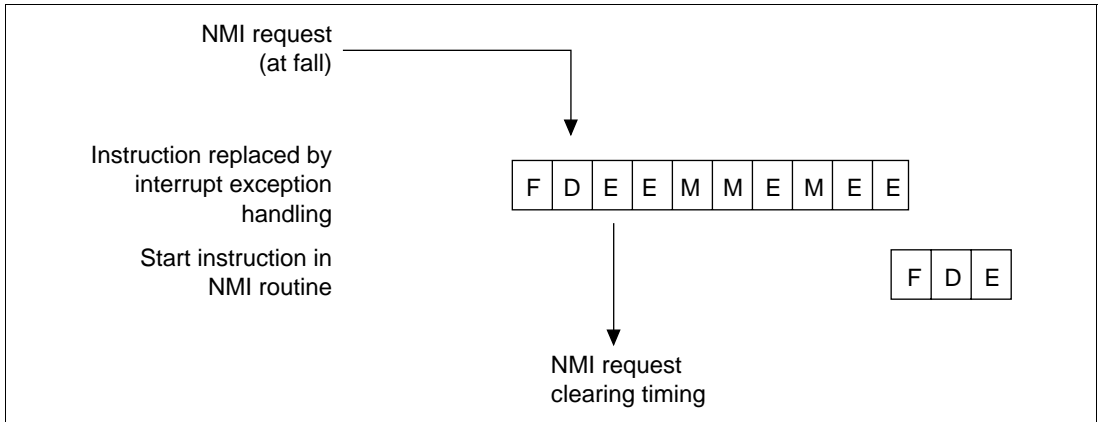 NMI request
(at fall)
Instruction replaced by
interrupt exception
handling
F D E E M M E M E E
Start instruction in
NMI routine
F D E
NMI request
clearing timing